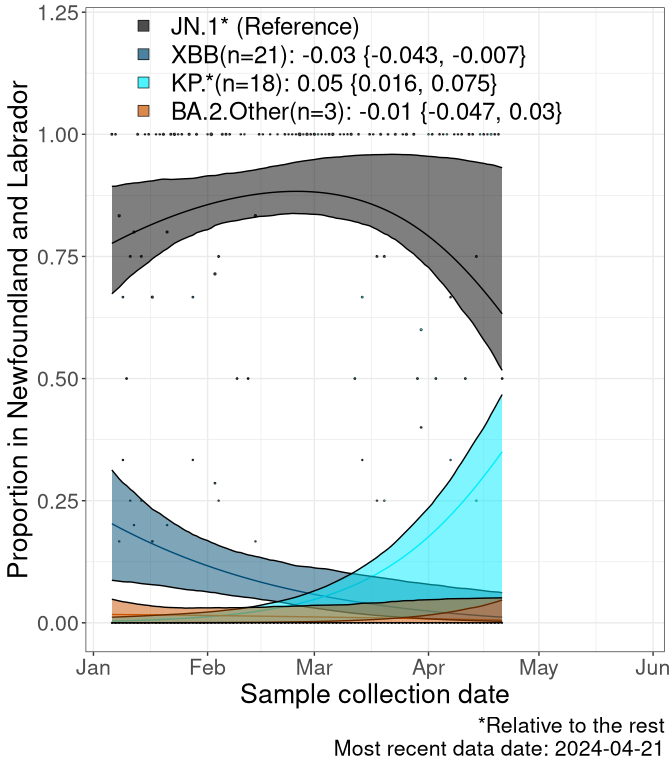 JN.1* (Reference)
XBB(n=21): -0.03 {-0.043, -0.007}
KP.*(n=18): 0.05 {0.016, 0.075}
BA.2.Other(n=3): -0.01 {-0.047, 0.03}
Proportion in Newfoundland and Labrador
1.25
1.00
0.75
0.50
0.25
0.00
Jan Feb Mar Apr May Jun
Sample collection date
*Relative to the rest
Most recent data date: 2024-04-21